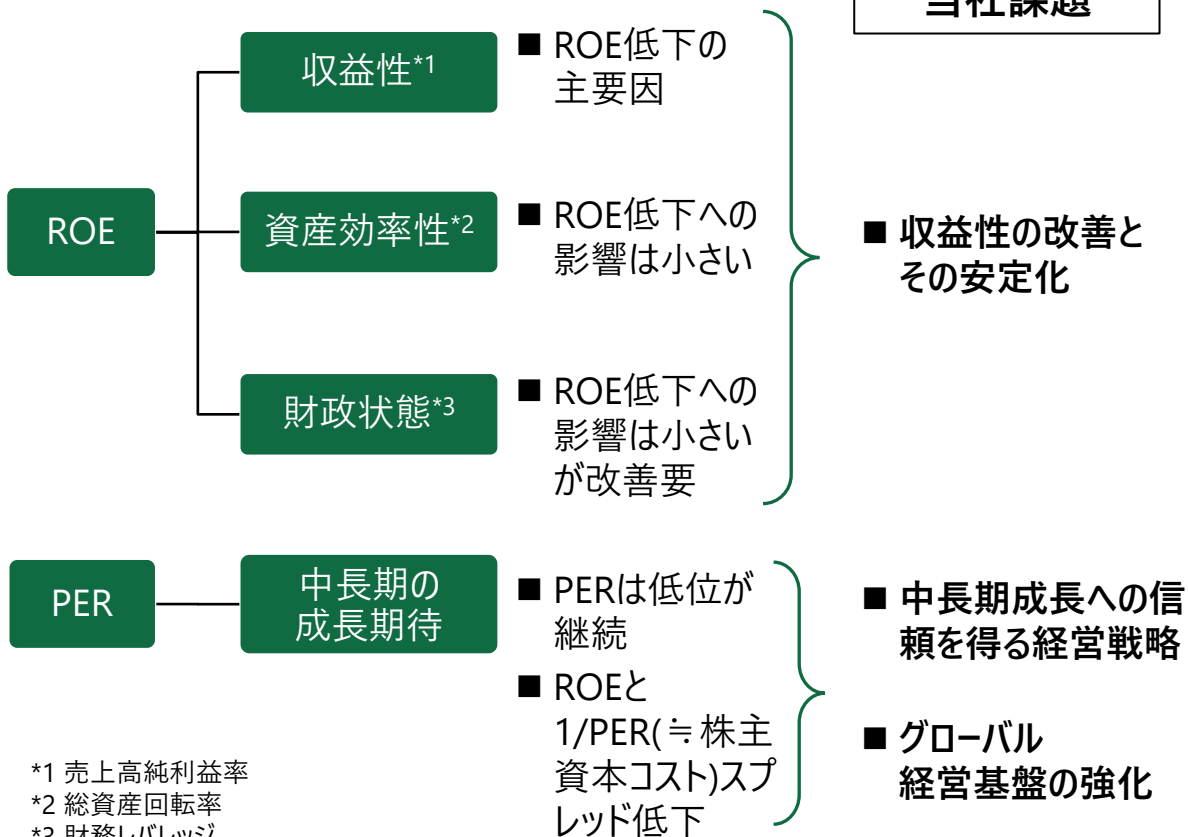 当社課題
収益性*1
■ ROE低下の
主要因
ROE
資産効率性*2
■ ROE低下への
影響は小さい
■ 収益性の改善と
その安定化
財政状態*3
■ ROE低下への
影響は小さい
が改善要
PER
中長期の
成長期待
■ PERは低位が
継続
■ ROEと
1/PER(≒株主
資本コスト)スプ
レッド低下
■ 中長期成長への信
頼を得る経営戦略
■ グローバル
経営基盤の強化
*1 売上高純利益率
*2 総資産回転率
*3 財務レバレッジ